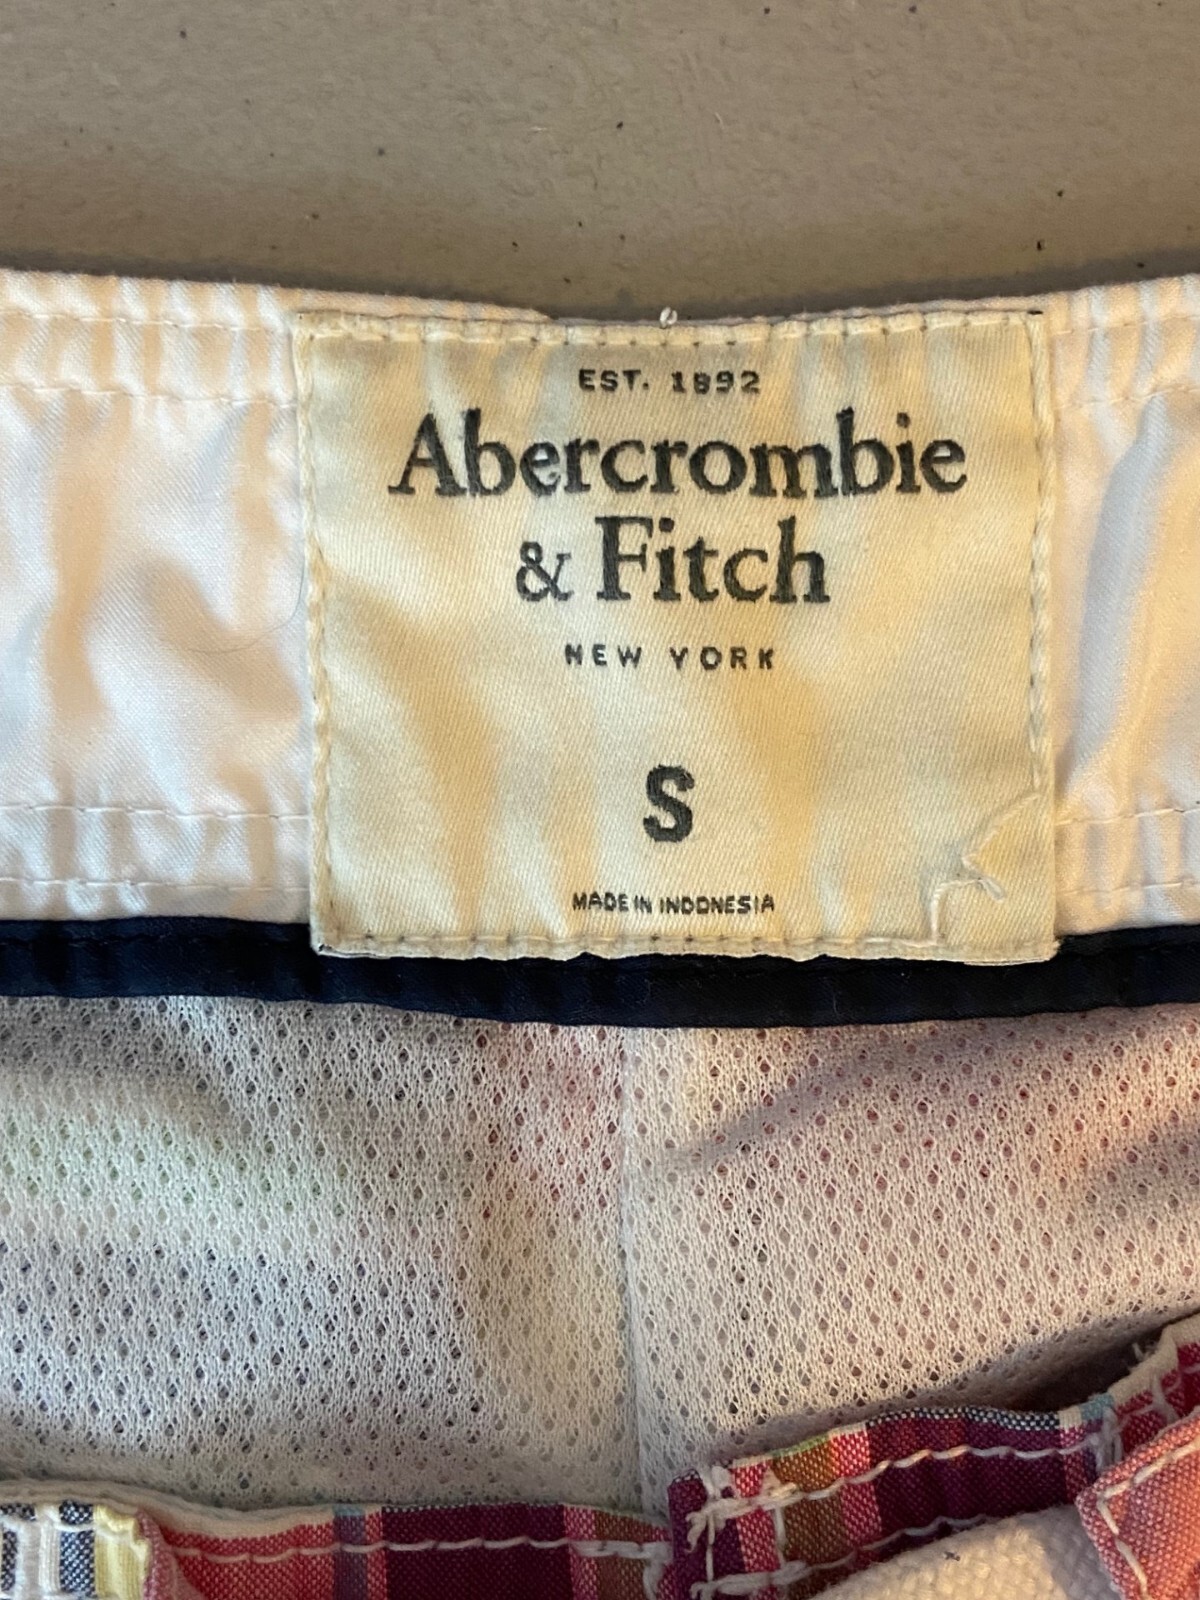 EST. 1892
Abercrombie
& Fitch
NEW YORK
S
MADE IN INDONESIA